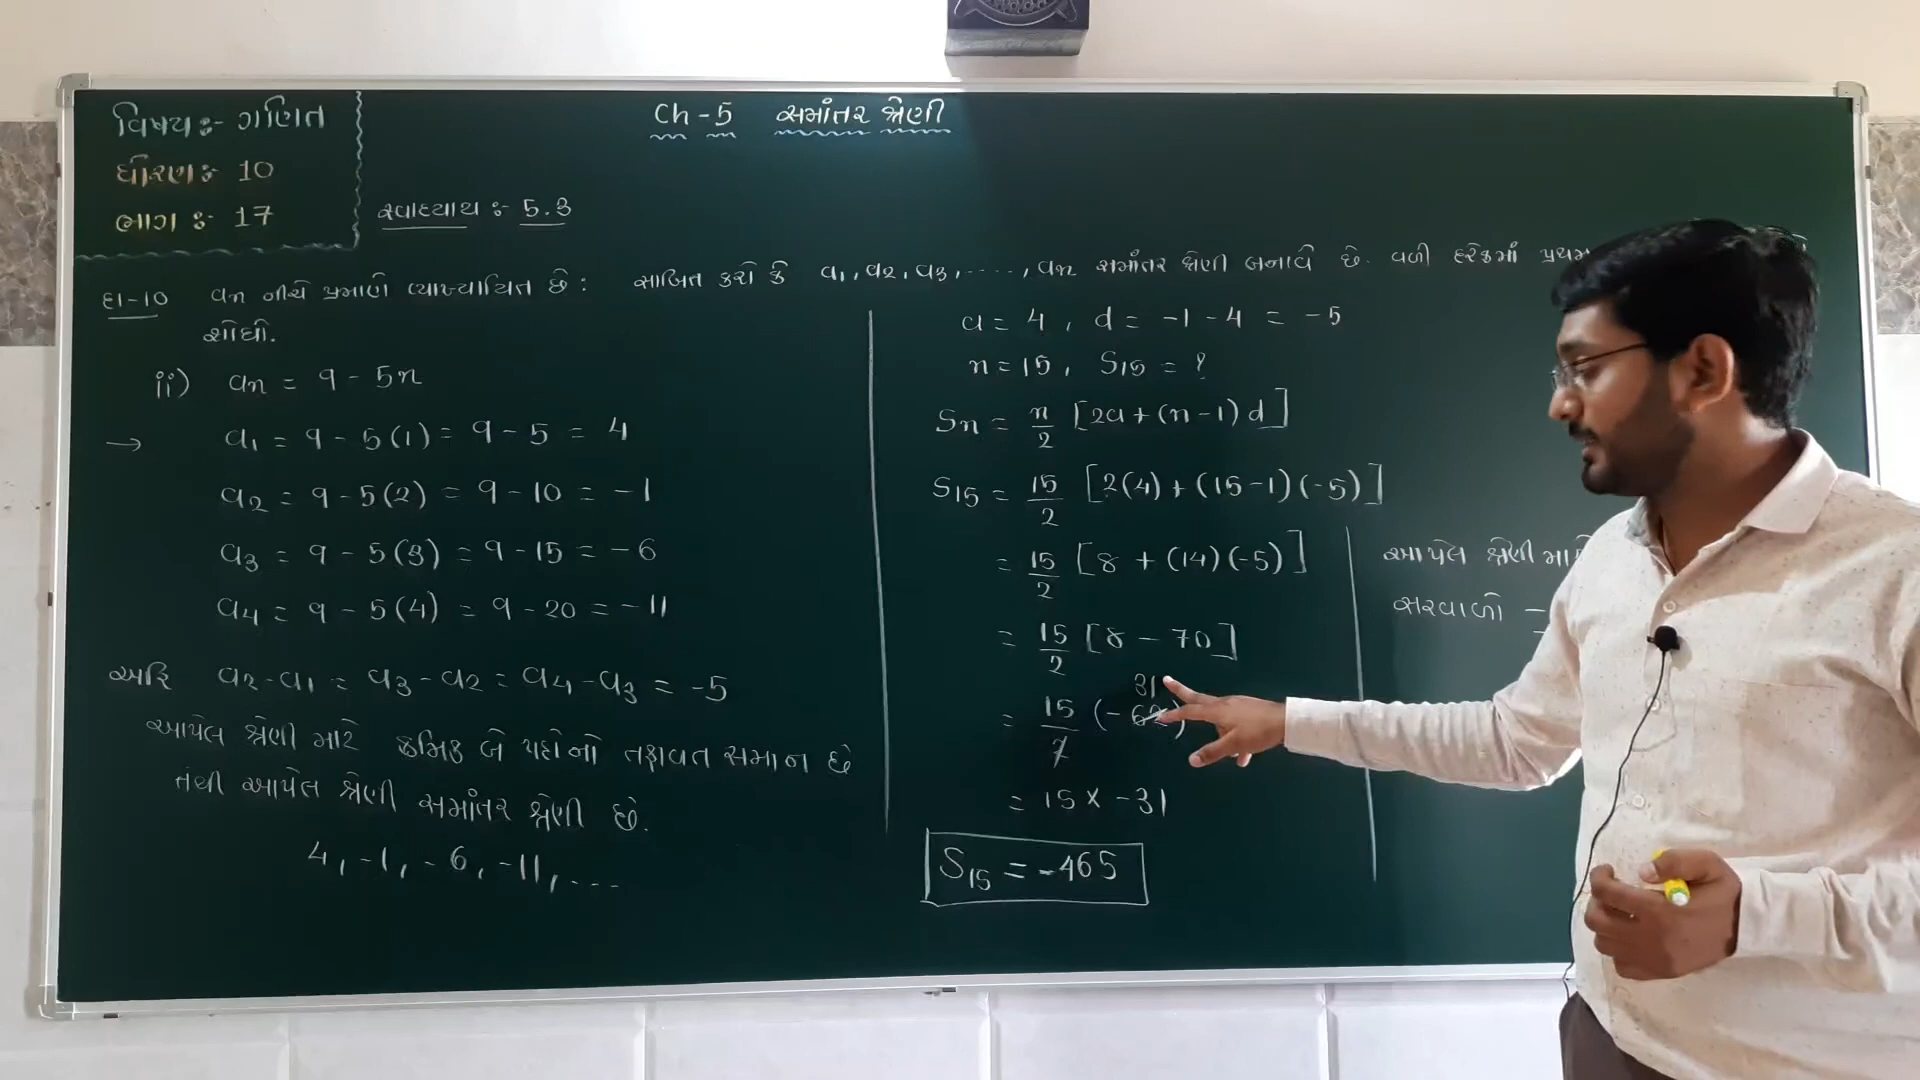 વિષય :- ગણિત
ધોરણ :- 10
ભાગ :- 17
Ch - 5 સમાંતર શ્રેણી
સ્વાધ્યાય :- 5.3
દા-10 an નીચે પ્રમાણે વ્યાખ્યાયિત છે : સાબિત કરો કે a1, a2, a3, ....., an સમાંતર શ્રેણી બનાવે છે. વળી દરેકમાં પ્રથમ
શોધો.
ii) an = 9 - 5n
→ a1 = 9 - 5(1) = 9 - 5 = 4
a2 = 9 - 5(2) = 9 - 10 = -1
a3 = 9 - 5(3) = 9 - 15 = -6
a4 = 9 - 5(4) = 9 - 20 = -11
અહિ a2 - a1 = a3 - a2 = a4 - a3 = -5
આપેલ શ્રેણી માટે ક્રમિક બે પદોનો તફાવત સમાન છે
તેથી આપેલ શ્રેણી સમાંતર શ્રેણી છે.
4, -1, -6, -11, ...
a = 4, d = -1 - 4 = -5
n = 15, S15 = ?
Sn = n/2 [2a + (n - 1) d]
S15 = 15/2 [2(4) + (15 - 1)(-5)]
= 15/2 [8 + (14)(-5)]
= 15/2 [8 - 70]
31
= 15/2 (-62)
= 15 × -31
S15 = -465
આપેલ શ્રેણી
સરવાળો